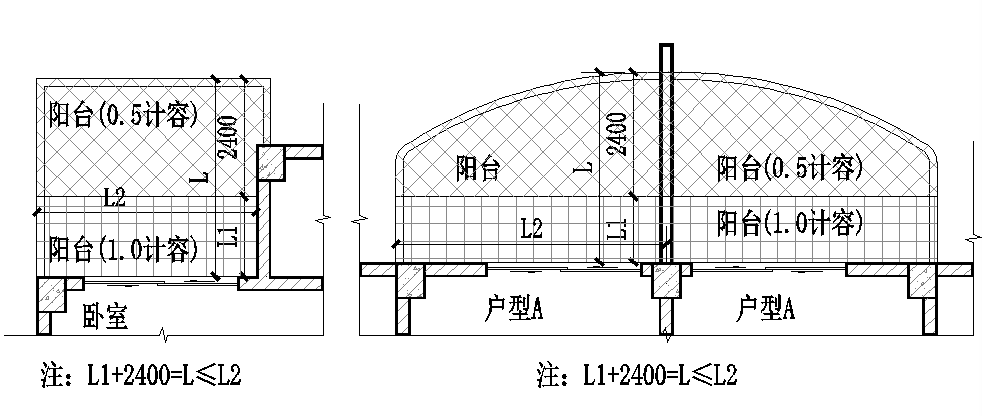 阳台(0.5计容)
2400
L
L2
L1
阳台(1.0计容)
卧室
注：L1+2400=L≤L2
2400
L
阳台
阳台(0.5计容)
L2
L1
阳台(1.0计容)
户型A
户型A
注：L1+2400=L≤L2